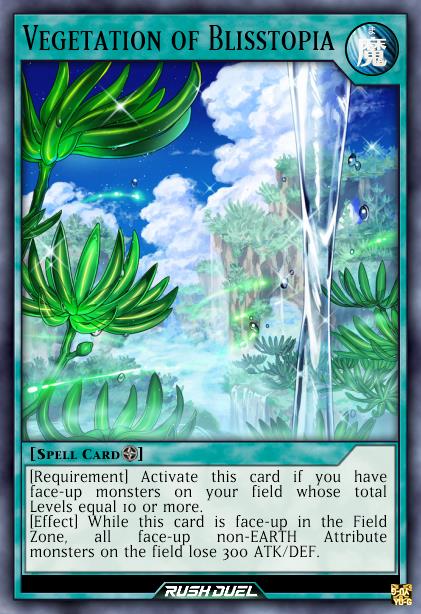 Vegetation of Blisstopia
ま
魔
[Spell Card]
[Requirement] Activate this card if you have
face-up monsters on your field whose total
Levels equal 10 or more.
[Effect] While this card is face-up in the Field
Zone, all face-up non-EARTH Attribute
monsters on the field lose 300 ATK/DEF.
RUSH DUEL